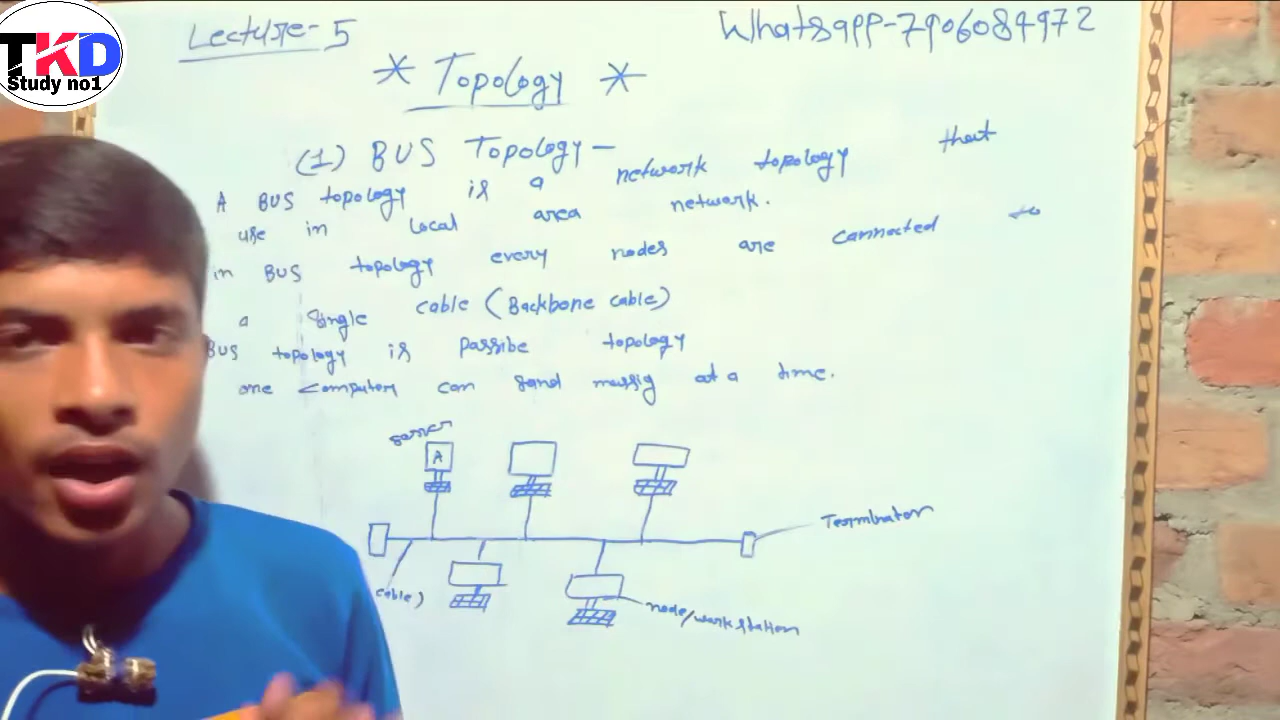 Lecture-5
Whatsapp-7906084972
TKD
Study no1
* Topology *
(1) BUS Topology-
A BUS topology is a network topology that
use in local area network.
in BUS topology every nodes are cannected to
a single cable (Backbone cable)
BUS topology is passibe topology
one computer can sand massig at a time.
server
A
Terminator
cable)
node/workstation